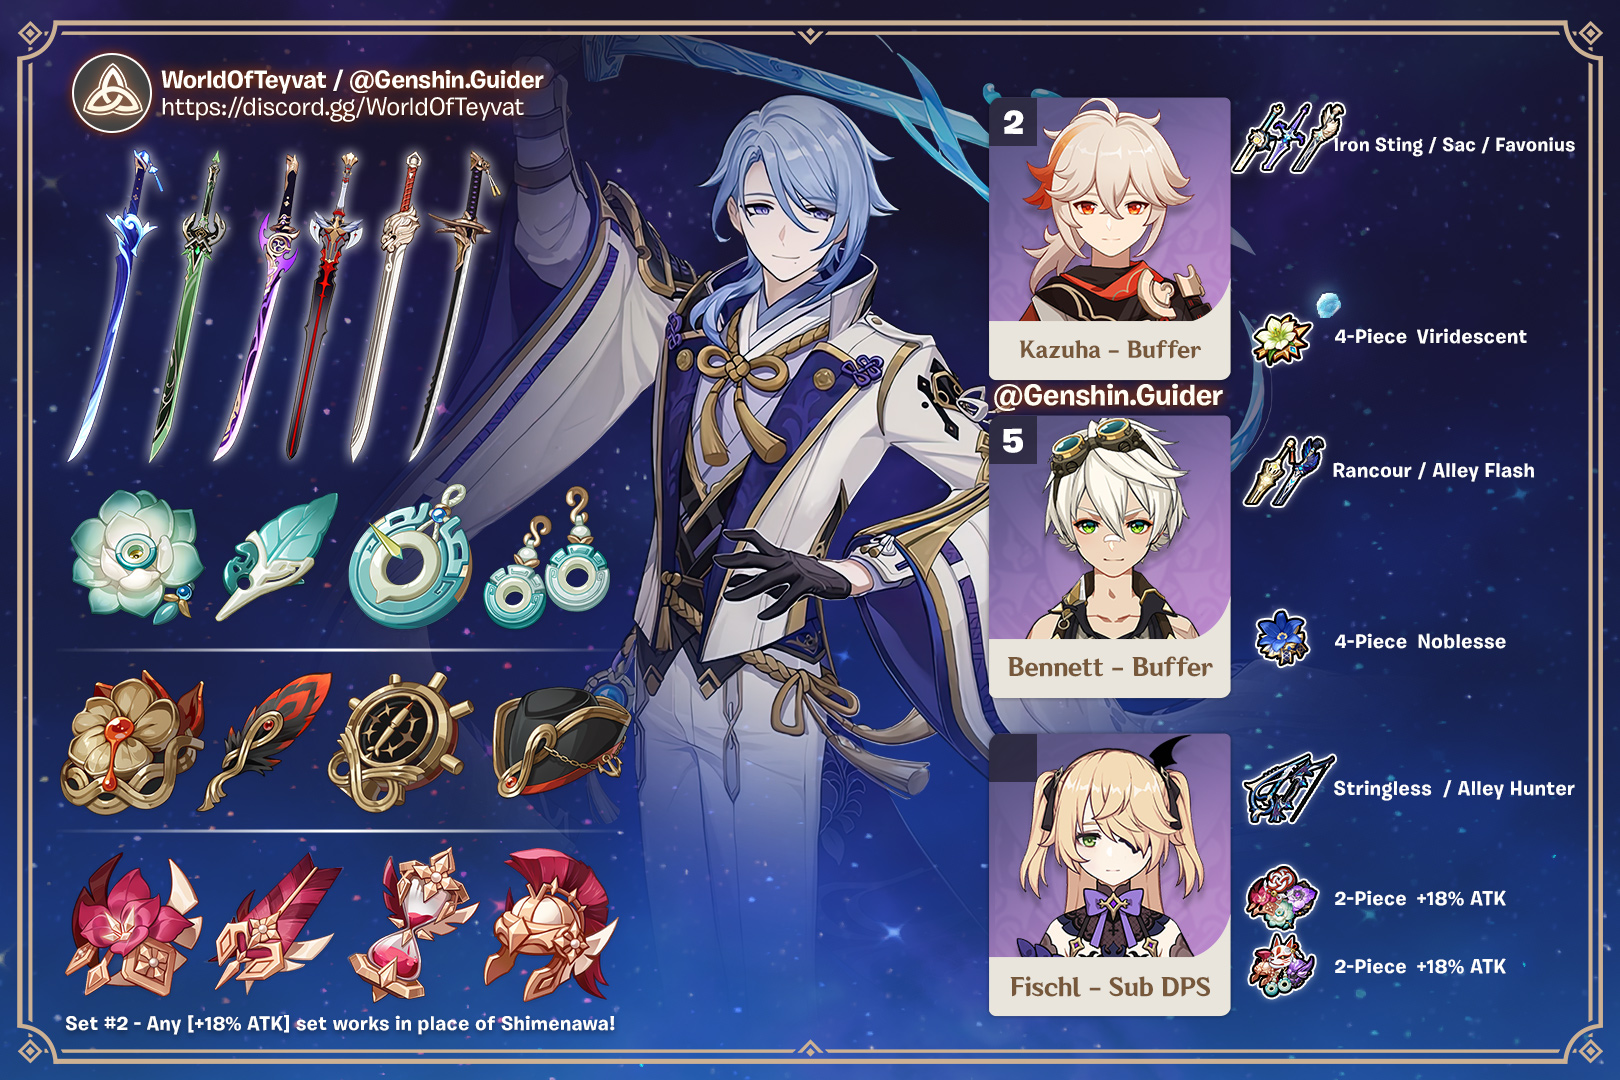 WorldOfTeyvat / @Genshin.Guider
https://discord.gg/WorldOfTeyvat
2
Iron Sting / Sac / Favonius
4-Piece Viridescent
Kazuha - Buffer
@Genshin.Guider
5
Rancour / Alley Flash
4-Piece Noblesse
Bennett - Buffer
Stringless / Alley Hunter
2-Piece +18% ATK
2-Piece +18% ATK
Fischl - Sub DPS
Set #2 - Any [+18% ATK] set works in place of Shimenawa!